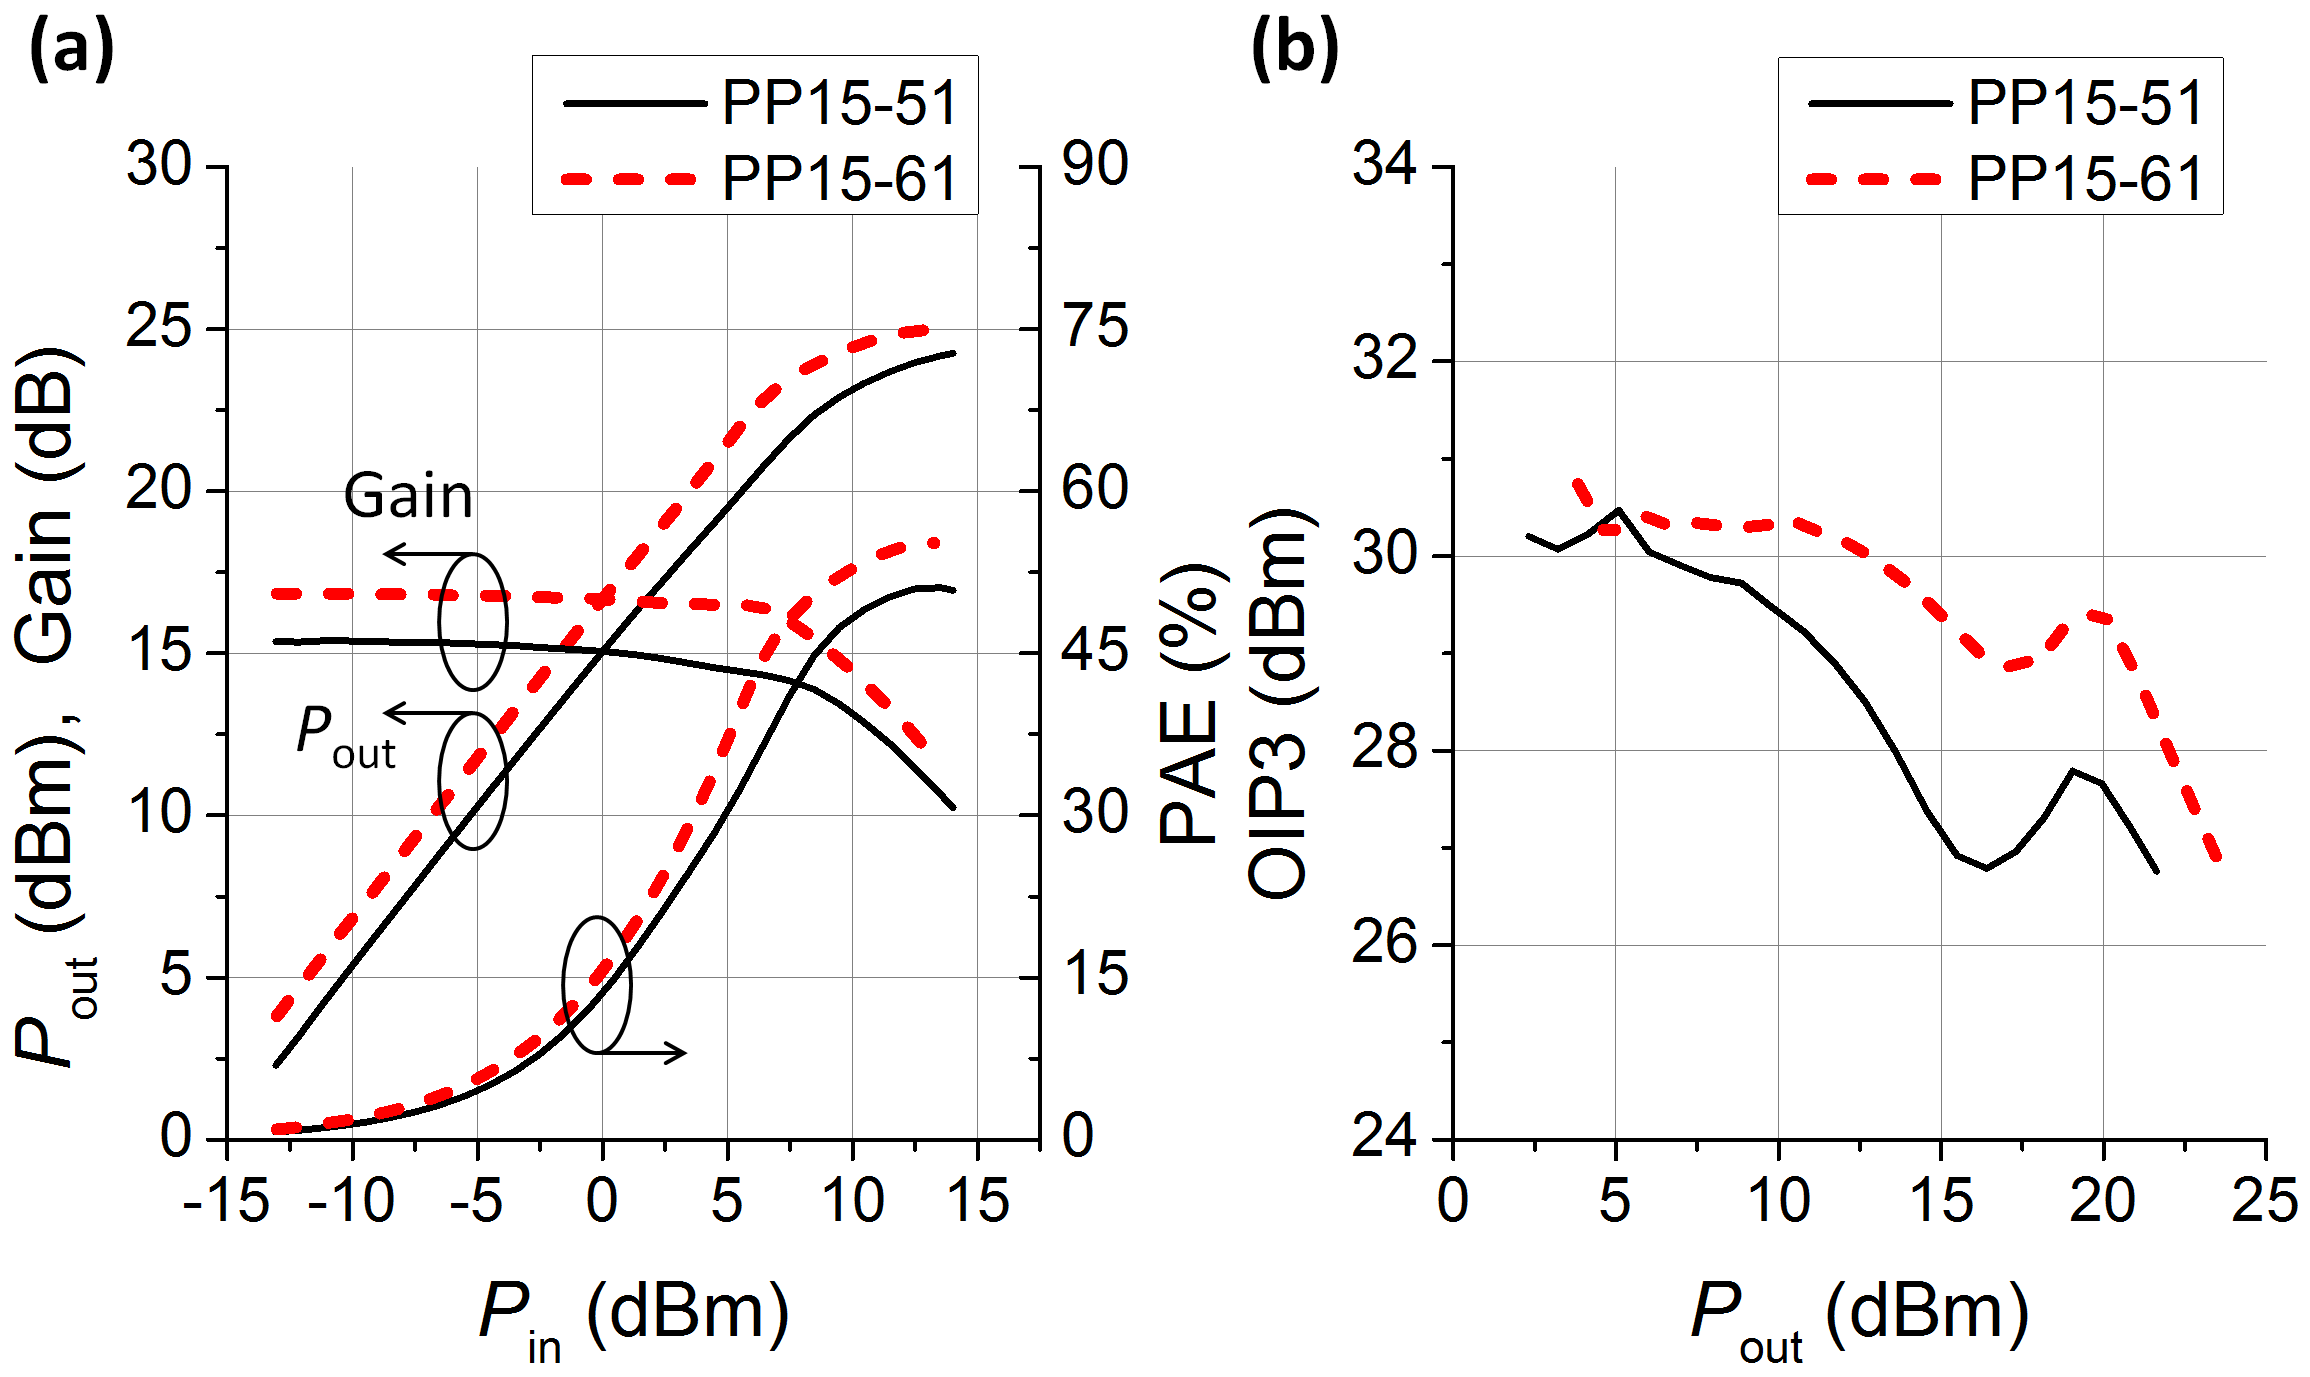 (a)
PP15-51
PP15-61
30
25
20
15
10
5
0
Pout (dBm), Gain (dB)
Gain
Pout
90
75
60
45
30
15
0
PAE (%)
-15 -10 -5 0 5 10 15
Pin (dBm)
(b)
PP15-51
PP15-61
34
32
30
28
26
24
OIP3 (dBm)
0 5 10 15 20 25
Pout (dBm)